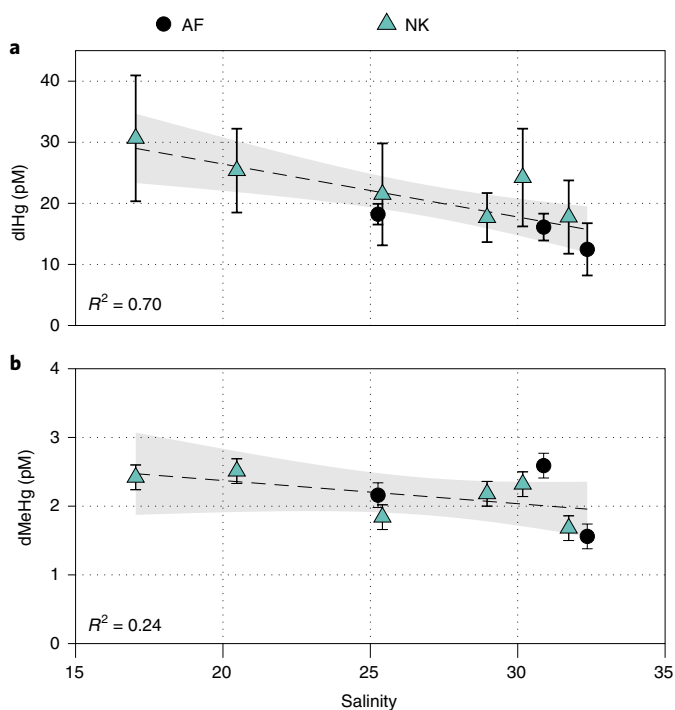 AF NK
a
40
30
20
10
0
dIHg (pM)
R² = 0.70
b
4
3
2
1
0
dMeHg (pM)
R² = 0.24
15 20 25 30 35
Salinity